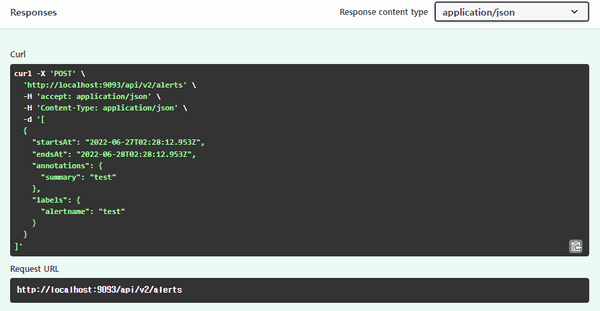 Responses
Response content type
application/json
Curl
curl -X 'POST' \
  'http://localhost:9093/api/v2/alerts' \
  -H 'accept: application/json' \
  -H 'Content-Type: application/json' \
  -d '[
  {
    "startsAt": "2022-06-27T02:28:12.953Z",
    "endsAt": "2022-06-28T02:28:12.953Z",
    "annotations": {
      "summary": "test"
    },
    "labels": {
      "alertname": "test"
    }
  }
]'
Request URL
http://localhost:9093/api/v2/alerts